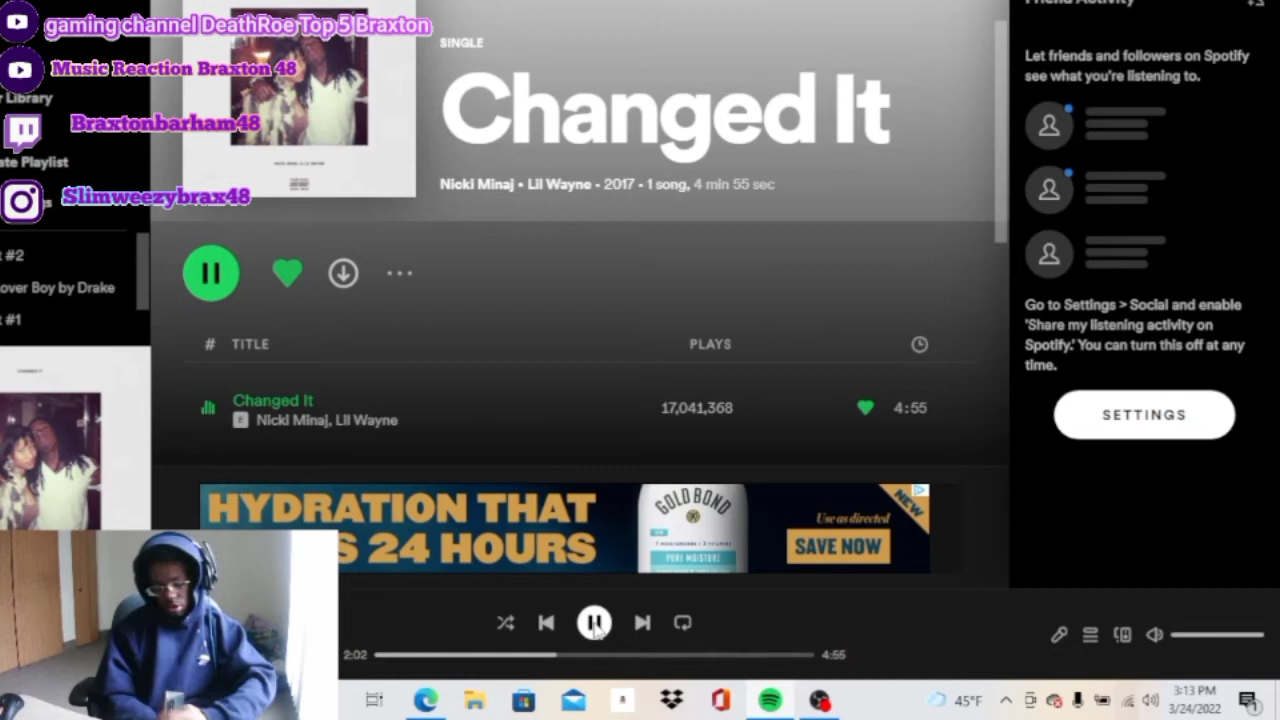 gaming channel DeathRoe Top 5 Braxton
Music Reaction Braxton 48
Library
Braxtonbarham48
ate Playlist
Slimweezybrax48
#2
over Boy by Drake
#1
SINGLE
Changed It
Nicki Minaj • Lil Wayne • 2017 • 1 song, 4 min 55 sec
# TITLE PLAYS
Changed It
E Nicki Minaj, Lil Wayne
17,041,368 4:55
HYDRATION THAT
S 24 HOURS
GOLD BOND
PURE MOISTURE
NEW
Use as directed
SAVE NOW
Friend Activity
Let friends and followers on Spotify
see what you're listening to.
Go to Settings > Social and enable
'Share my listening activity on
Spotify.' You can turn this off at any
time.
SETTINGS
2:02 4:55
45°F
3:13 PM
3/24/2022